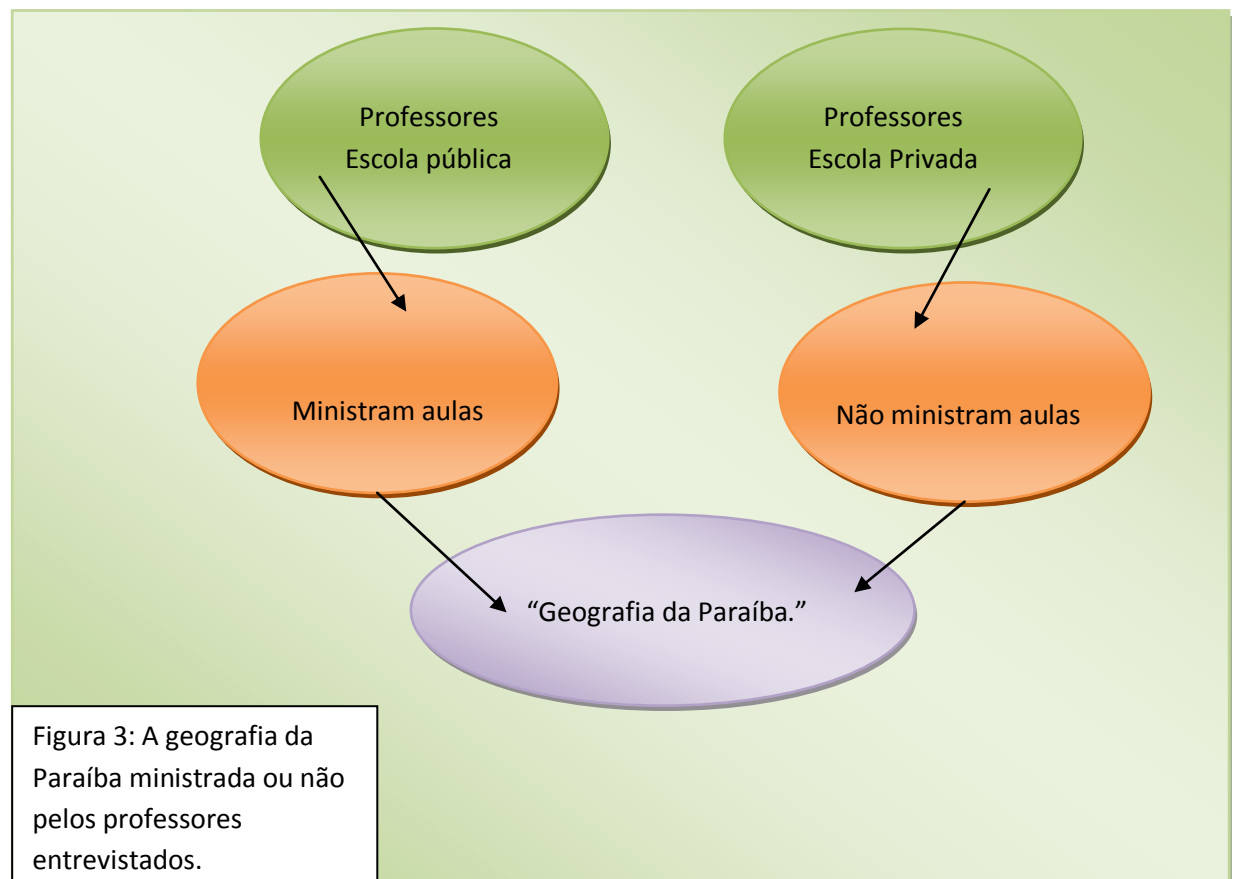 Professores
Escola pública
Professores
Escola Privada
Ministram aulas
Não ministram aulas
“Geografia da Paraíba.”
Figura 3: A geografia da
Paraíba ministrada ou não
pelos professores
entrevistados.